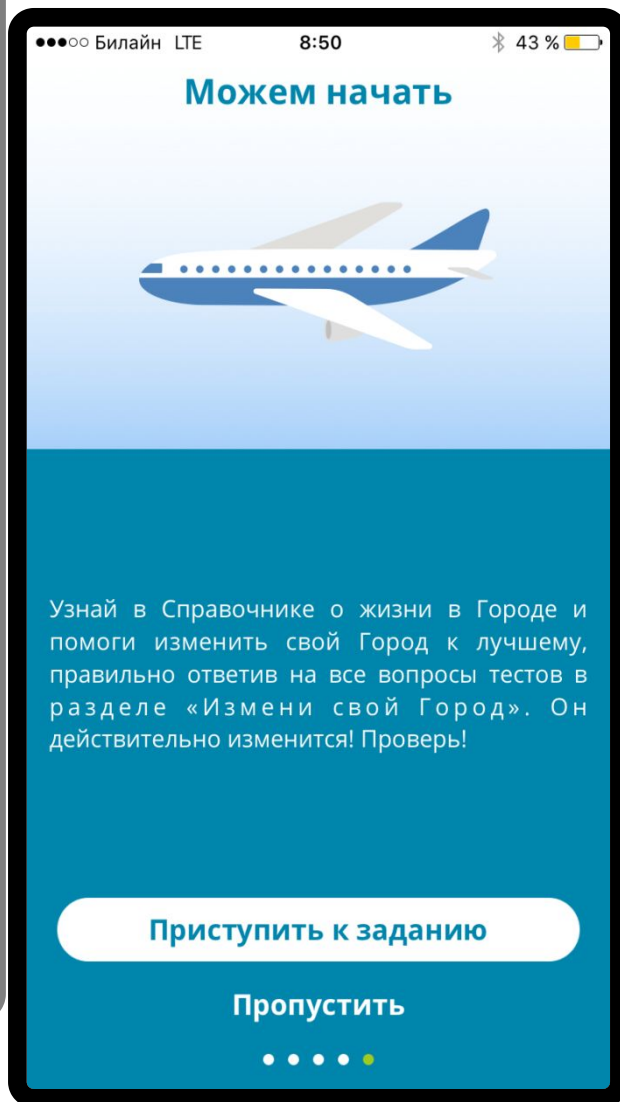 Билайн LTE 8:50 43 %
Можем начать
Узнай в Справочнике о жизни в Городе и
помоги изменить свой Город к лучшему,
правильно ответив на все вопросы тестов в
разделе «Измени свой Город». Он
действительно изменится! Проверь!
Приступить к заданию
Пропустить